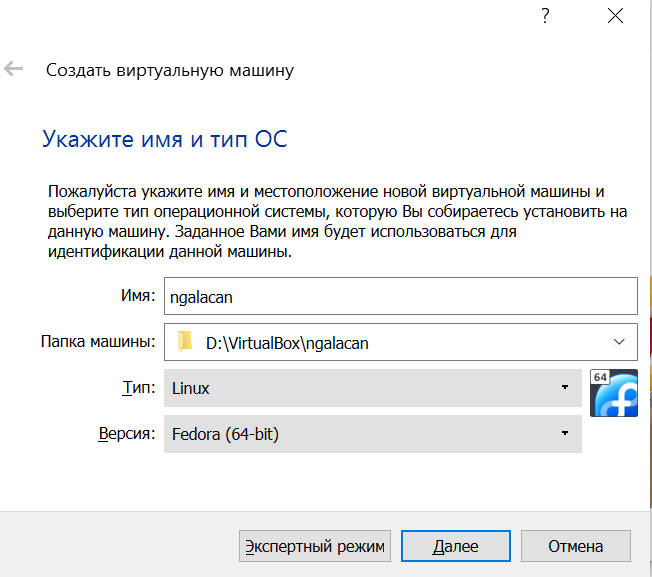 ?
Создать виртуальную машину
Укажите имя и тип ОС
Пожалуйста укажите имя и местоположение новой виртуальной машины и
выберите тип операционной системы, которую Вы собираетесь установить на
данную машину. Заданное Вами имя будет использоваться для
идентификации данной машины.
Имя: ngalacan
Папка машины: D:\VirtualBox\ngalacan
Тип: Linux
64
Версия: Fedora (64-bit)
Экспертный режим Далее Отмена